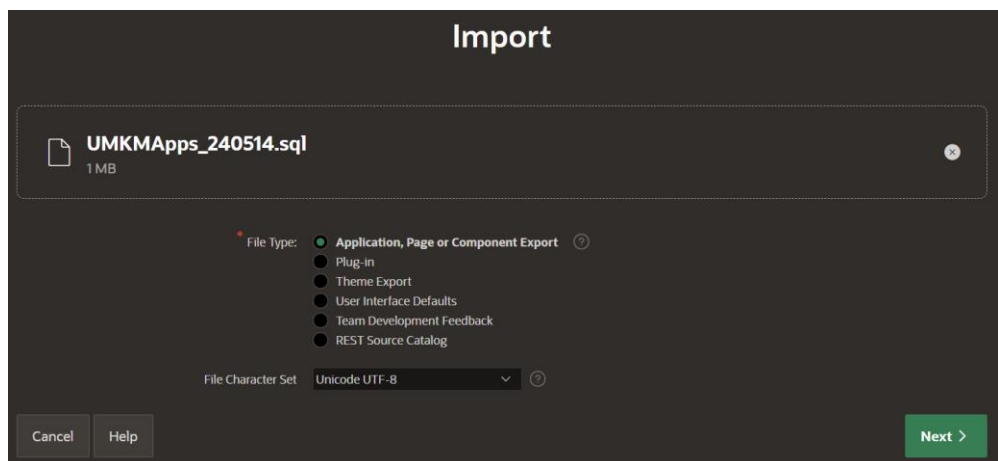 Import
UMKMApps_240514.sql
1 MB
* File Type: Application, Page or Component Export ?
Plug-in
Theme Export
User Interface Defaults
Team Development Feedback
REST Source Catalog
File Character Set Unicode UTF-8 ?
Cancel Help Next >